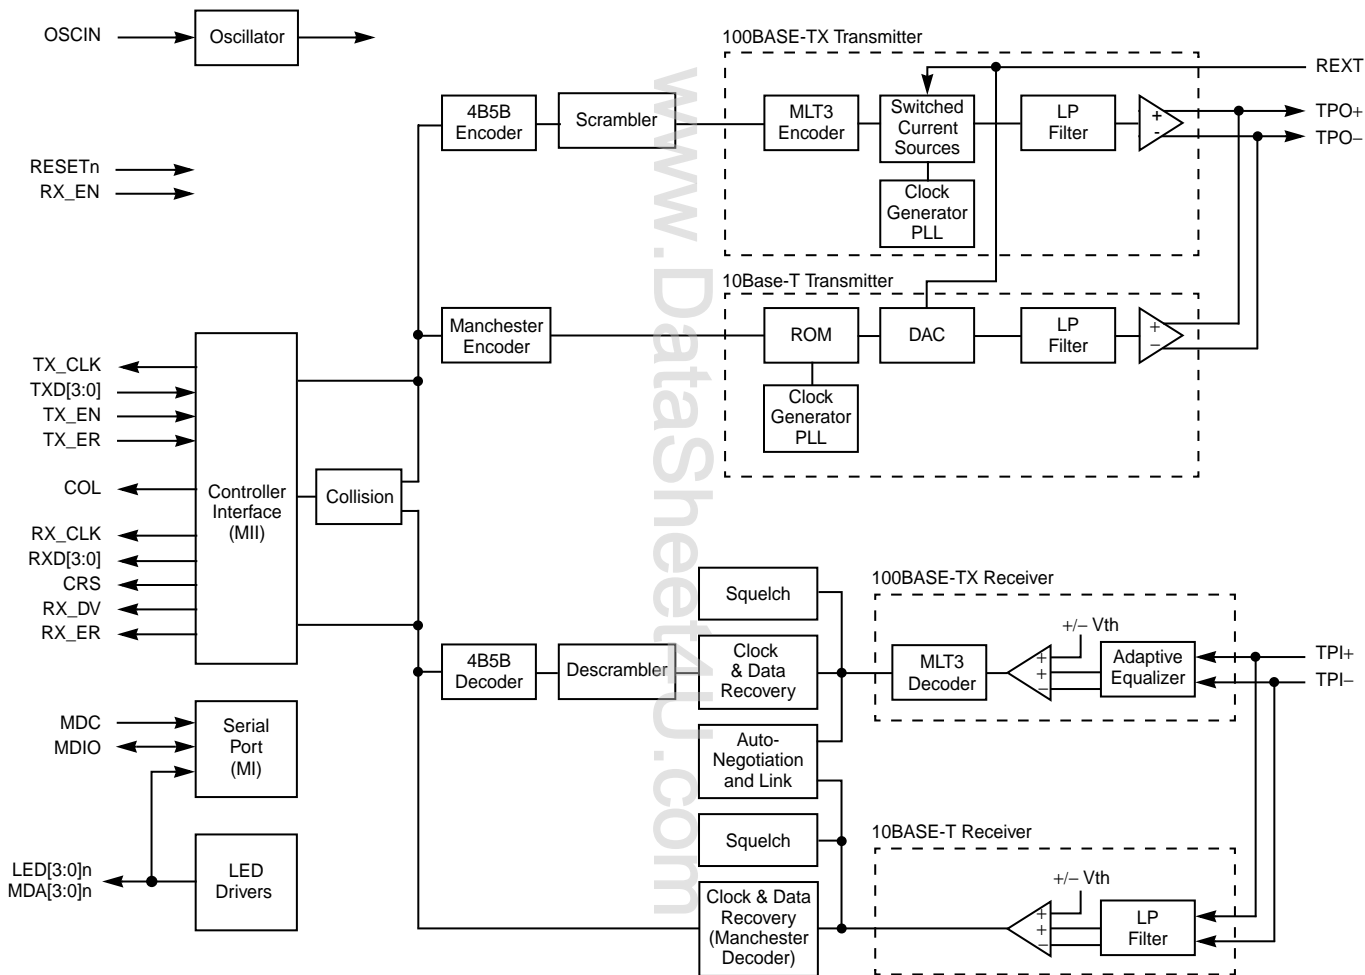 OSCIN
Oscillator
RESETn
RX_EN
100BASE-TX Transmitter
REXT
4B5B
Encoder
Scrambler
MLT3
Encoder
Switched
Current
Sources
LP
Filter
+
-
TPO+
TPO−
Clock
Generator
PLL
10Base-T Transmitter
Manchester
Encoder
ROM
DAC
LP
Filter
+
−
Clock
Generator
PLL
TX_CLK
TXD[3:0]
TX_EN
TX_ER
COL
RX_CLK
RXD[3:0]
CRS
RX_DV
RX_ER
Controller
Interface
(MII)
Collision
Squelch
100BASE-TX Receiver
4B5B
Decoder
Descrambler
Clock
& Data
Recovery
MLT3
Decoder
+/− Vth
+
+
−
Adaptive
Equalizer
TPI+
TPI−
MDC
MDIO
Serial
Port
(MI)
Auto-
Negotiation
and Link
Squelch
10BASE-T Receiver
LED[3:0]n
MDA[3:0]n
LED
Drivers
Clock & Data
Recovery
(Manchester
Decoder)
+/− Vth
+
+
−
LP
Filter
www.DataSheet4U.com